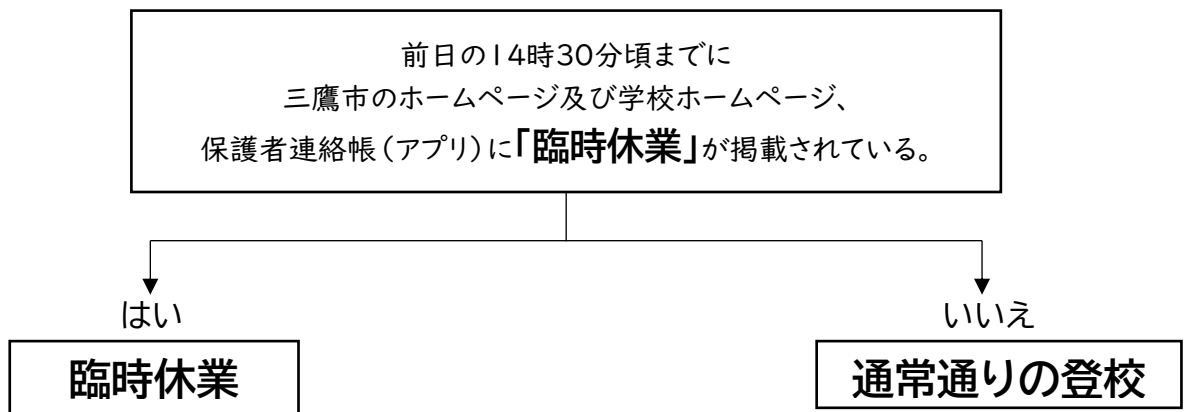 前日の14時30分頃までに
三鷹市のホームページ及び学校ホームページ、
保護者連絡帳（アプリ）に「臨時休業」が掲載されている。
はい
いいえ
臨時休業
通常通りの登校